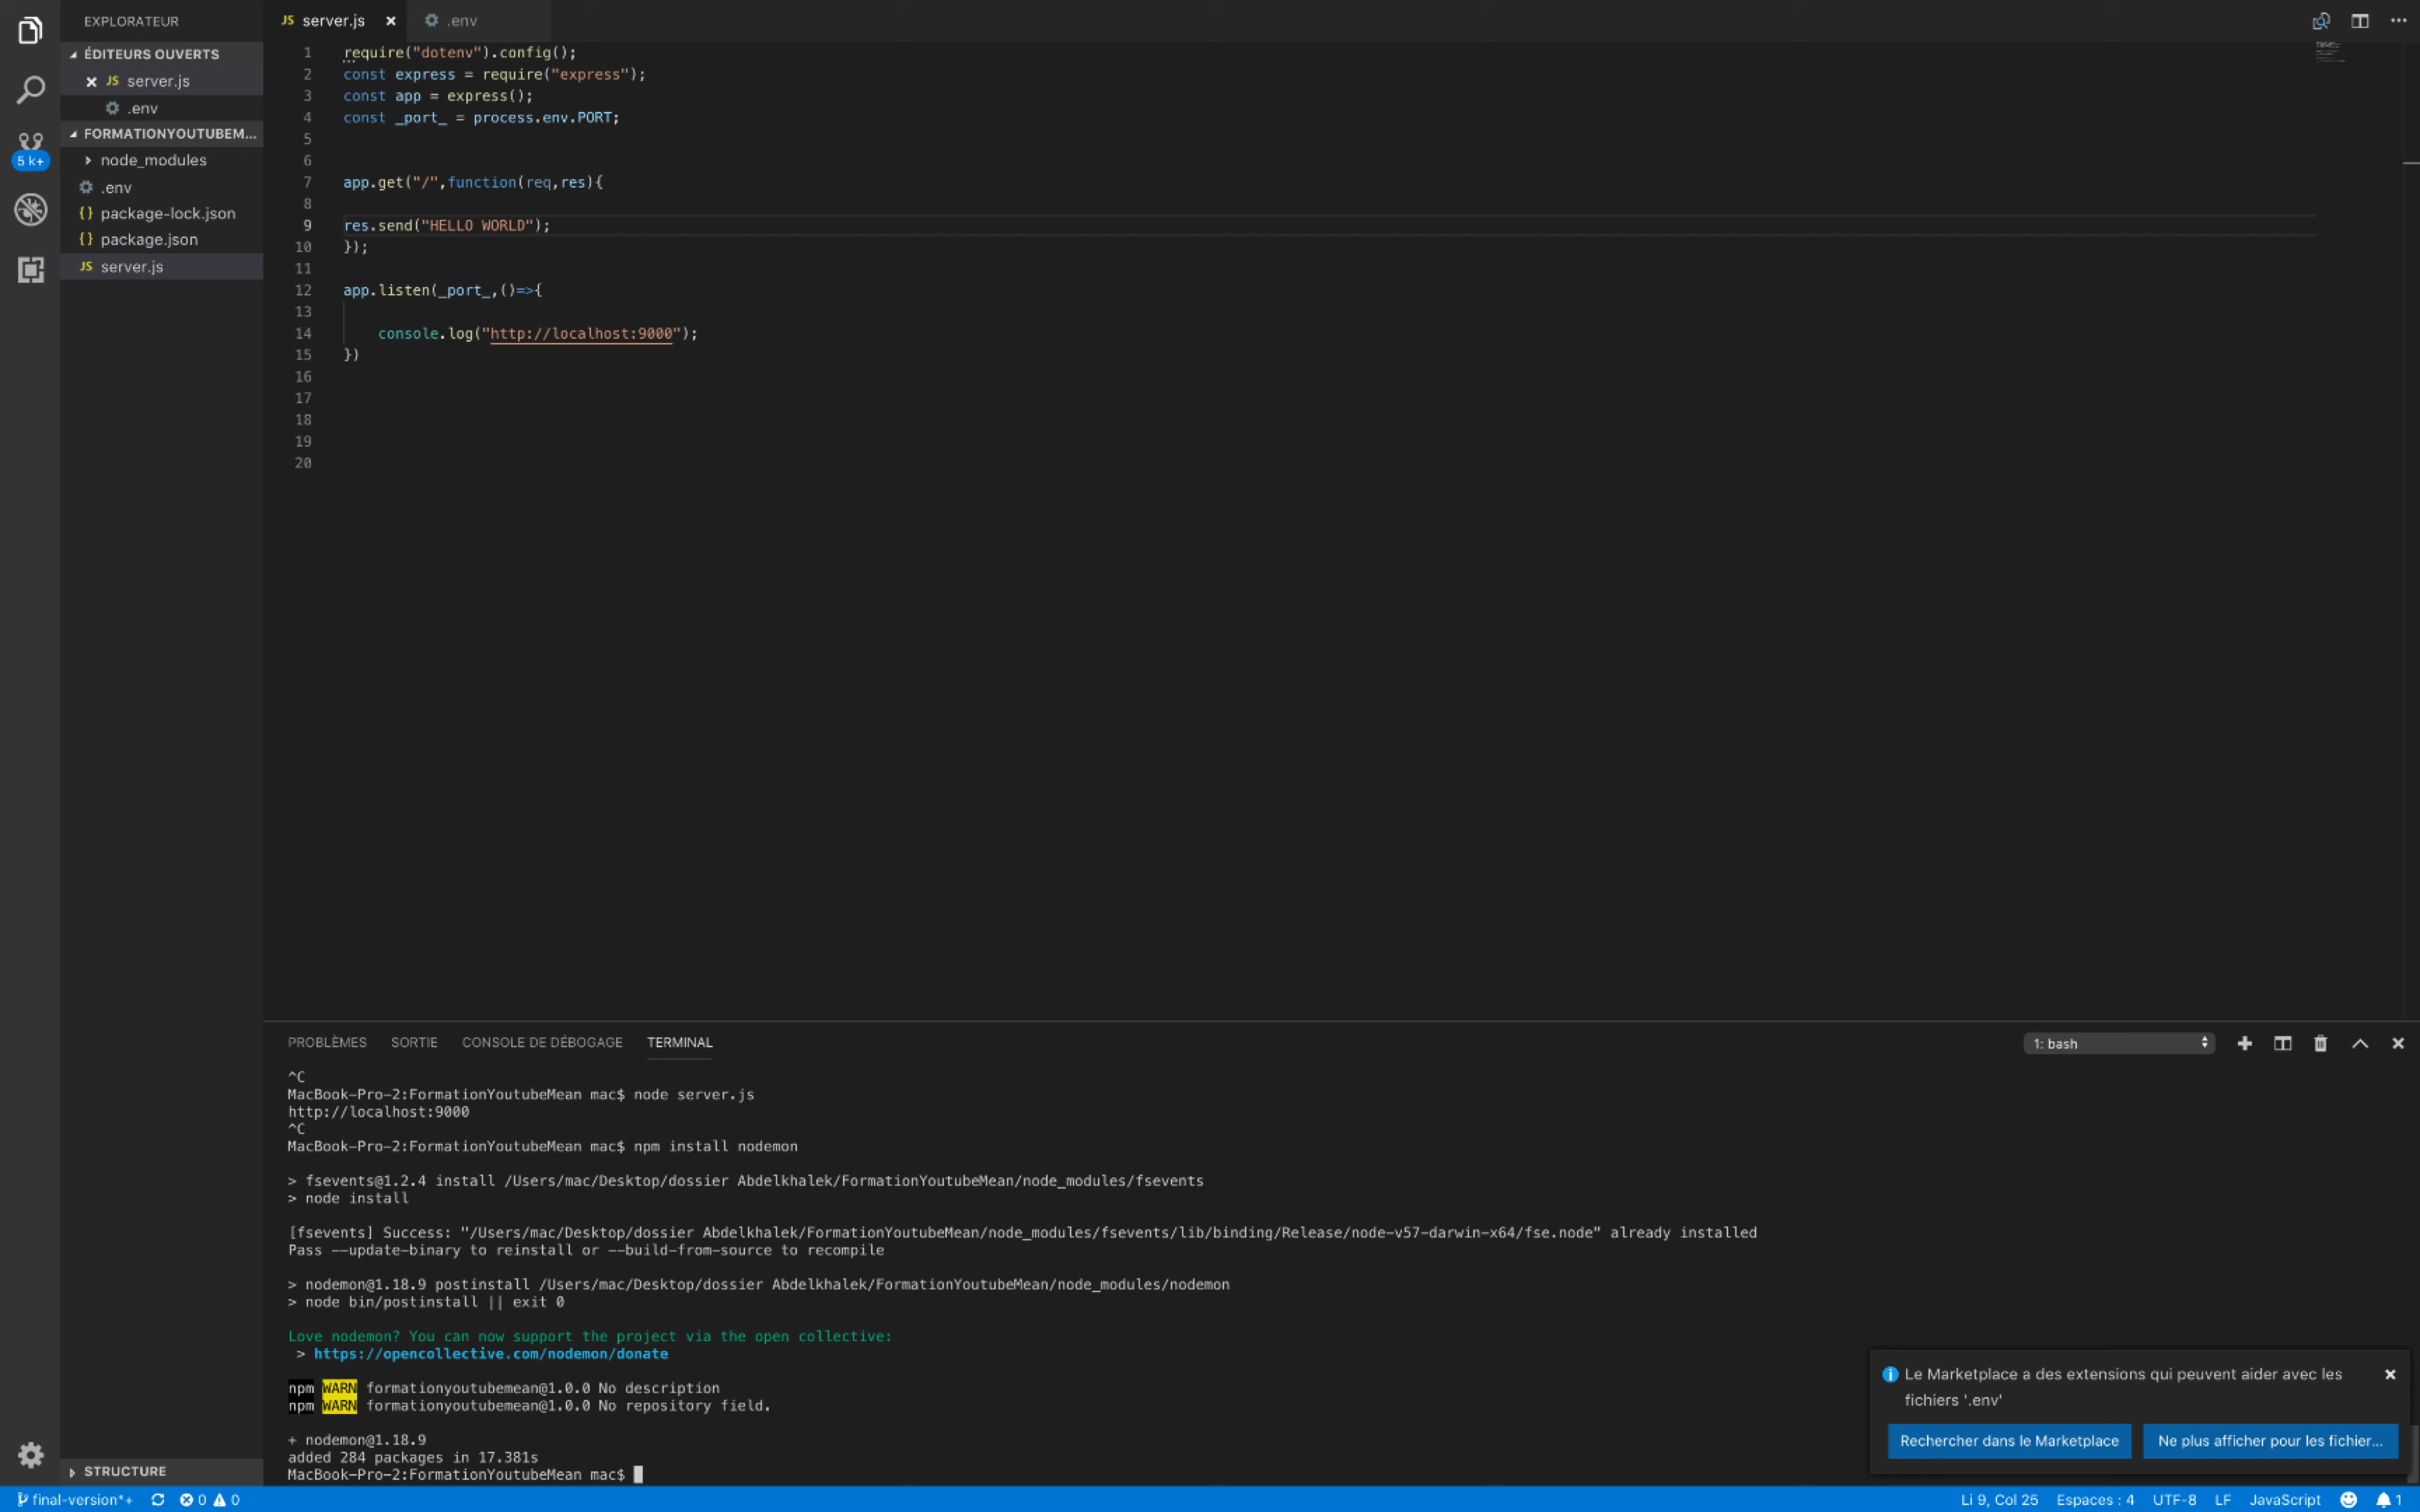 EXPLORATEUR
ÉDITEURS OUVERTS
JS server.js
.env
FORMATIONYOUTUBEM...
node_modules
.env
{} package-lock.json
{} package.json
JS server.js
STRUCTURE
5 k+
JS server.js
.env
1 require("dotenv").config();
2 const express = require("express");
3 const app = express();
4 const _port_ = process.env.PORT;
5
6
7 app.get("/",function(req,res){
8
9 res.send("HELLO WORLD");
10 });
11
12 app.listen(_port_,()=>{
13
14 console.log("http://localhost:9000");
15 })
16
17
18
19
20
PROBLÈMES SORTIE CONSOLE DE DÉBOGAGE TERMINAL
1: bash
^C
MacBook-Pro-2:FormationYoutubeMean mac$ node server.js
http://localhost:9000
^C
MacBook-Pro-2:FormationYoutubeMean mac$ npm install nodemon
> fsevents@1.2.4 install /Users/mac/Desktop/dossier Abdelkhalek/FormationYoutubeMean/node_modules/fsevents
> node install
[fsevents] Success: "/Users/mac/Desktop/dossier Abdelkhalek/FormationYoutubeMean/node_modules/fsevents/lib/binding/Release/node-v57-darwin-x64/fse.node" already installed
Pass --update-binary to reinstall or --build-from-source to recompile
> nodemon@1.18.9 postinstall /Users/mac/Desktop/dossier Abdelkhalek/FormationYoutubeMean/node_modules/nodemon
> node bin/postinstall || exit 0
Love nodemon? You can now support the project via the open collective:
> https://opencollective.com/nodemon/donate
npm WARN formationyoutubemean@1.0.0 No description
npm WARN formationyoutubemean@1.0.0 No repository field.
+ nodemon@1.18.9
added 284 packages in 17.381s
MacBook-Pro-2:FormationYoutubeMean mac$
Le Marketplace a des extensions qui peuvent aider avec les
fichiers '.env'
Rechercher dans le Marketplace
Ne plus afficher pour les fichier...
final-version*+ 0 0
Li 9, Col 25 Espaces : 4 UTF-8 LF JavaScript 1